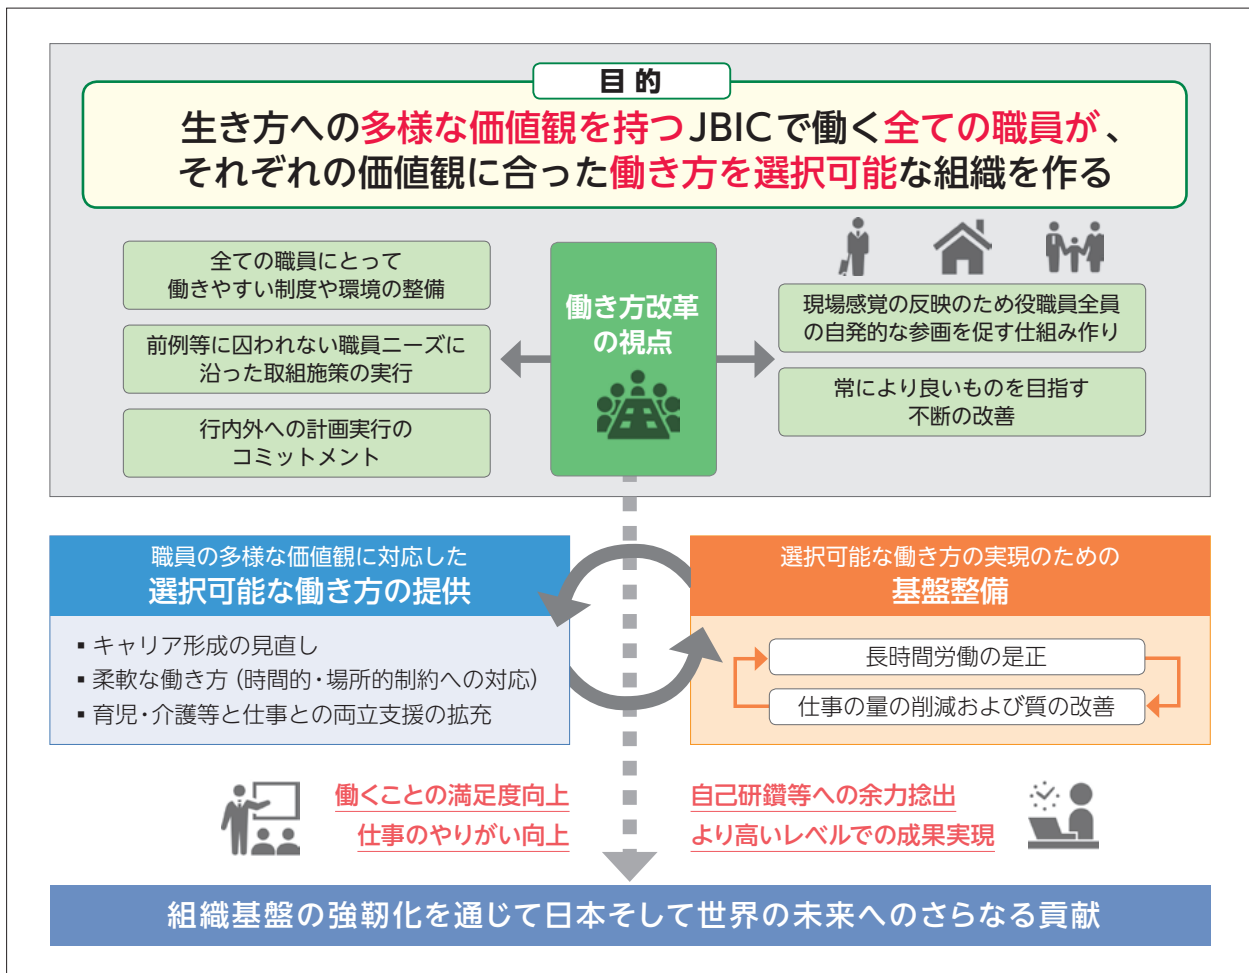 目的
生き方への多様な価値観を持つJBICで働く全ての職員が、
それぞれの価値観に合った働き方を選択可能な組織を作る
全ての職員にとって
働きやすい制度や環境の整備
前例等に囚われない職員ニーズに
沿った取組施策の実行
行内外への計画実行の
コミットメント
働き方改革
の視点
現場感覚の反映のため役職員全員
の自発的な参画を促す仕組み作り
常により良いものを目指す
不断の改善
職員の多様な価値観に対応した
選択可能な働き方の提供
▪ キャリア形成の見直し
▪ 柔軟な働き方（時間的・場所的制約への対応）
▪ 育児・介護等と仕事との両立支援の拡充
選択可能な働き方の実現のための
基盤整備
長時間労働の是正
仕事の量の削減および質の改善
働くことの満足度向上
仕事のやりがい向上
自己研鑽等への余力捻出
より高いレベルでの成果実現
組織基盤の強靭化を通じて日本そして世界の未来へのさらなる貢献